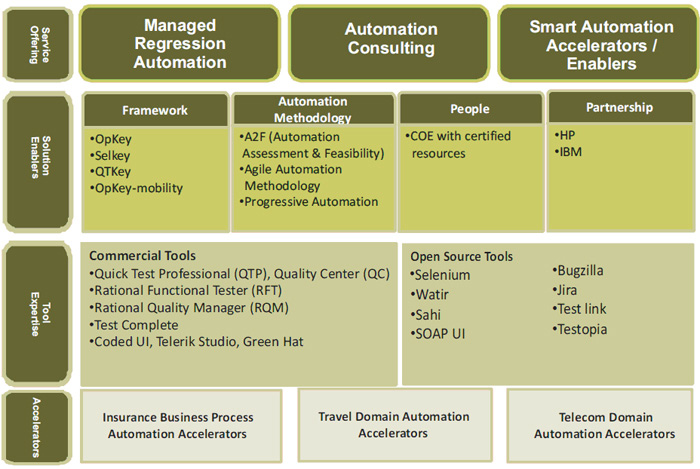 Service
Offering
Managed
Regression
Automation
Automation
Consulting
Smart Automation
Accelerators /
Enablers
Solution
Enablers
Framework
•OpKey
•Selkey
•QTKey
•OpKey-mobility
Automation
Methodology
•A2F (Automation
Assessment & Feasibility)
•Agile Automation
Methodology
•Progressive Automation
People
•COE with certified
resources
Partnership
•HP
•IBM
Tool
Expertise
Commercial Tools
•Quick Test Professional (QTP), Quality Center (QC)
•Rational Functional Tester (RFT)
•Rational Quality Manager (RQM)
•Test Complete
•Coded UI, Telerik Studio, Green Hat
Open Source Tools
•Selenium
•Watir
•Sahi
•SOAP UI
•Bugzilla
•Jira
•Test link
•Testopia
Accelerators
Insurance Business Process
Automation Accelerators
Travel Domain Automation
Accelerators
Telecom Domain
Automation Accelerators